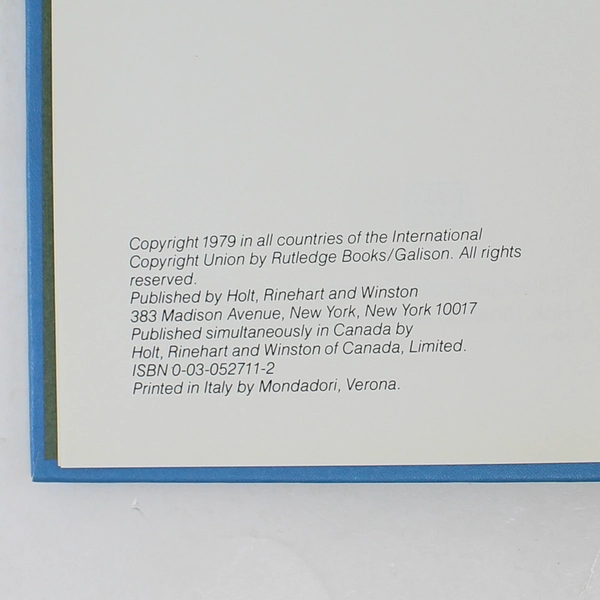 Copyright 1979 in all countries of the International
Copyright Union by Rutledge Books/Galison. All rights
reserved.
Published by Holt, Rinehart and Winston
383 Madison Avenue, New York, New York 10017
Published simultaneously in Canada by
Holt, Rinehart and Winston of Canada, Limited.
ISBN 0-03-052711-2
Printed in Italy by Mondadori, Verona.